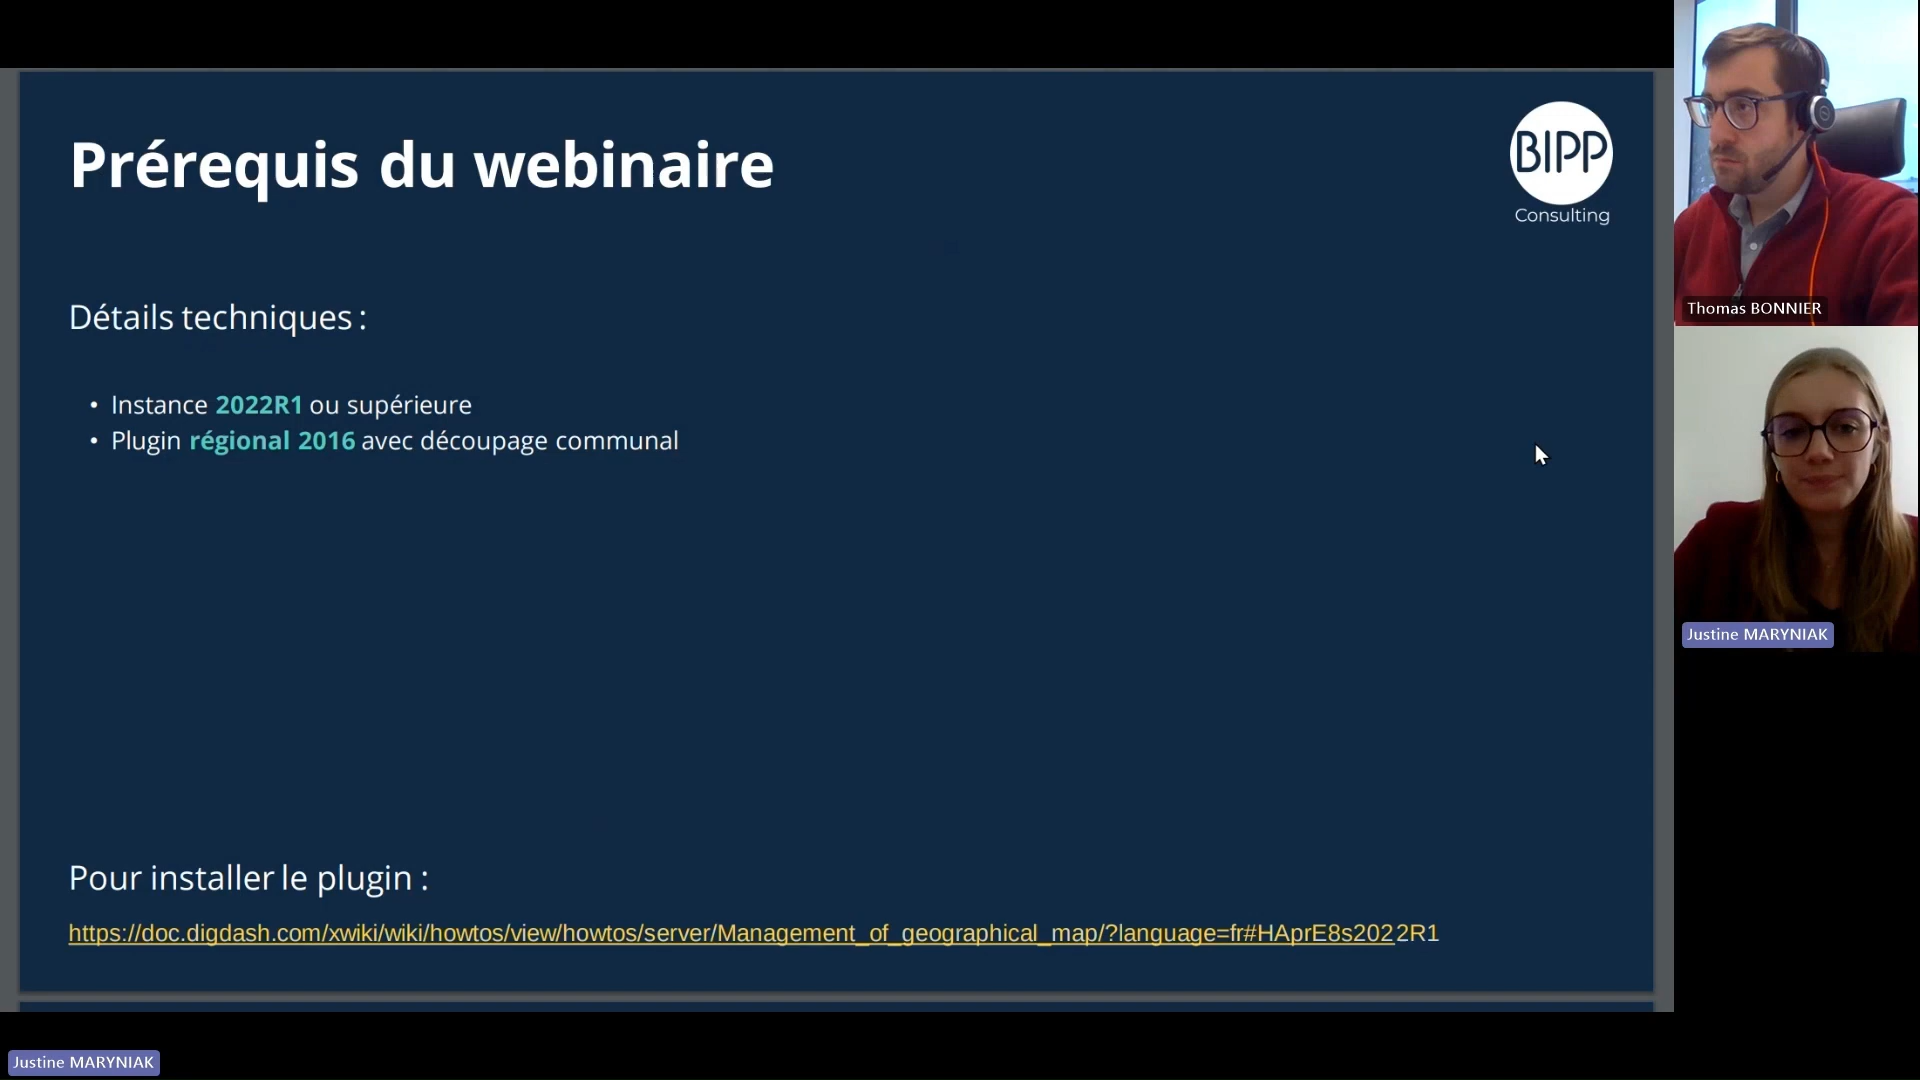 Prérequis du webinaire
BIPP
Consulting
Détails techniques :
• Instance 2022R1 ou supérieure
• Plugin régional 2016 avec découpage communal
Pour installer le plugin :
https://doc.digdash.com/xwiki/wiki/howtos/view/howtos/server/Management_of_geographical_map/?language=fr#HAprE8s2022R1
Thomas BONNIER
Justine MARYNIAK
Justine MARYNIAK